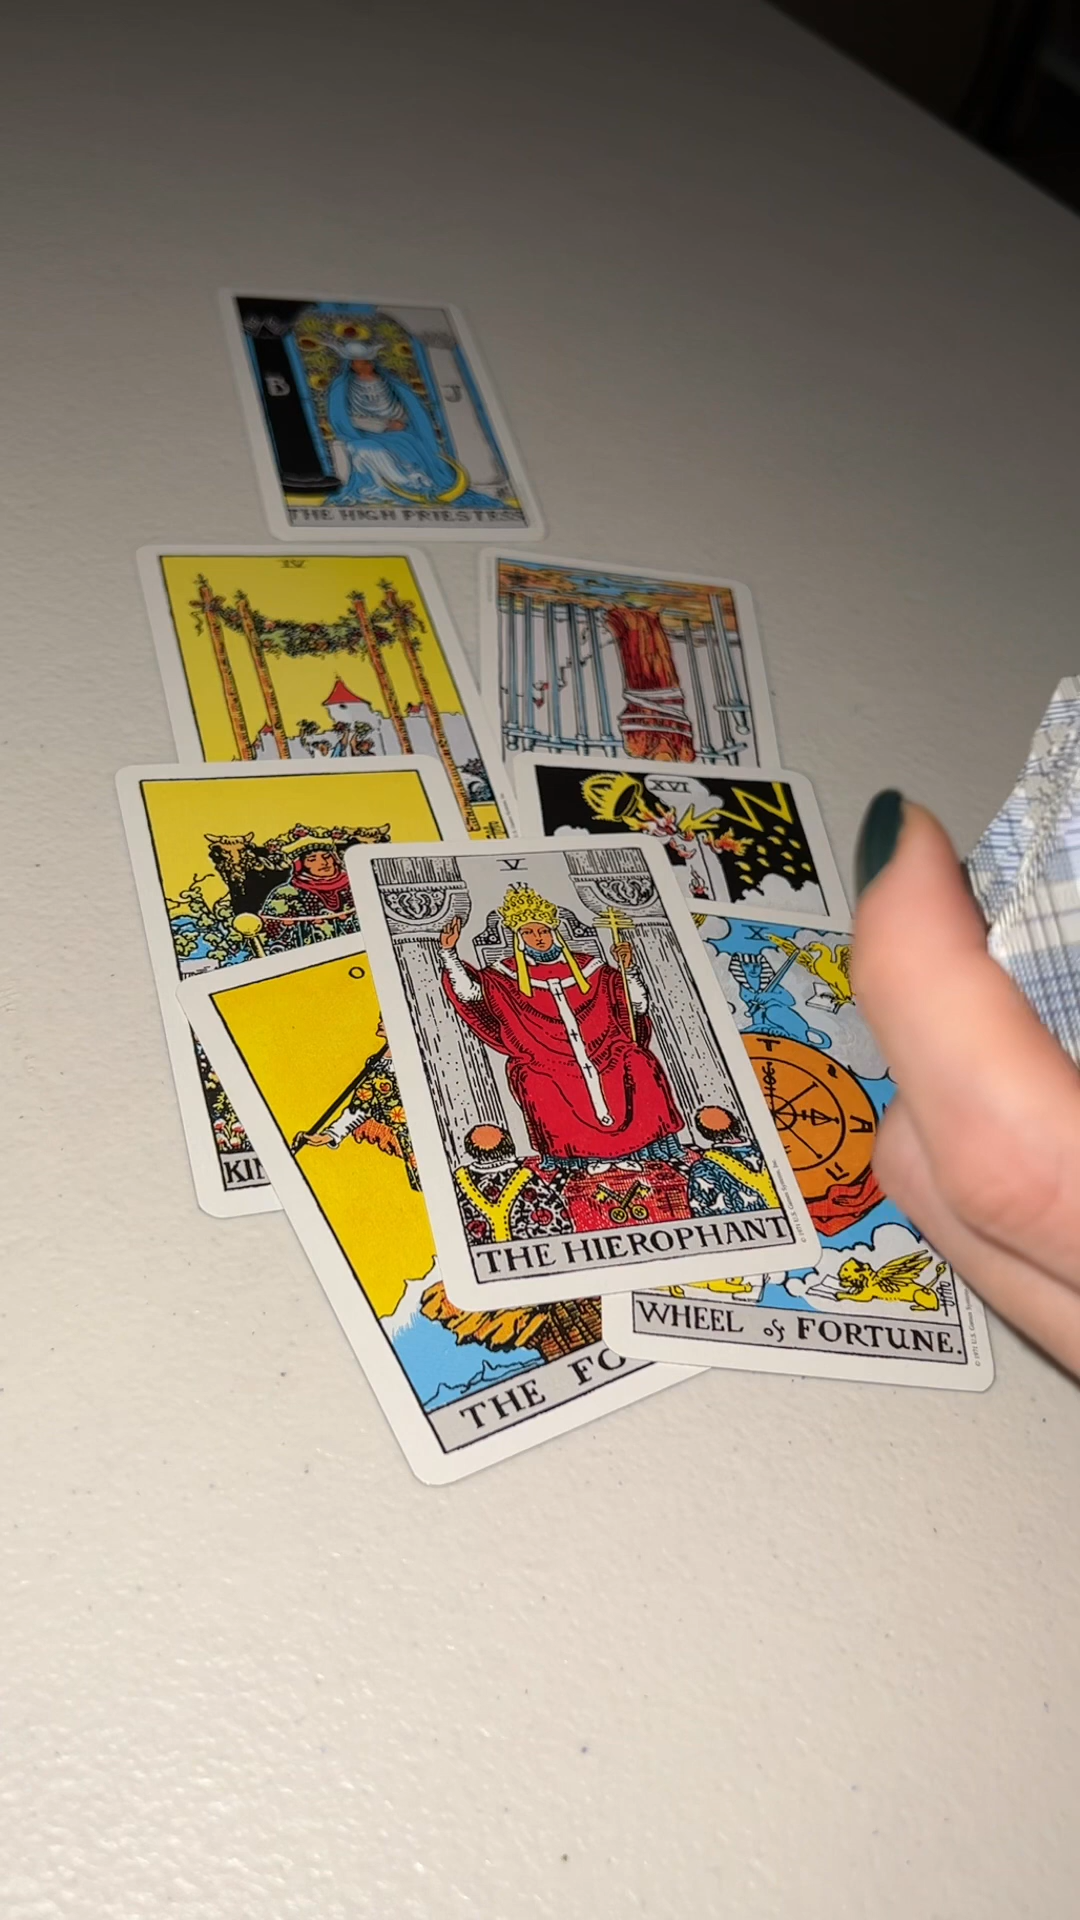 B J
THE HIGH PRIESTESS
IV
XVI
V
X
O
T
A
KIN
THE HIEROPHANT
WHEEL of FORTUNE.
THE FO